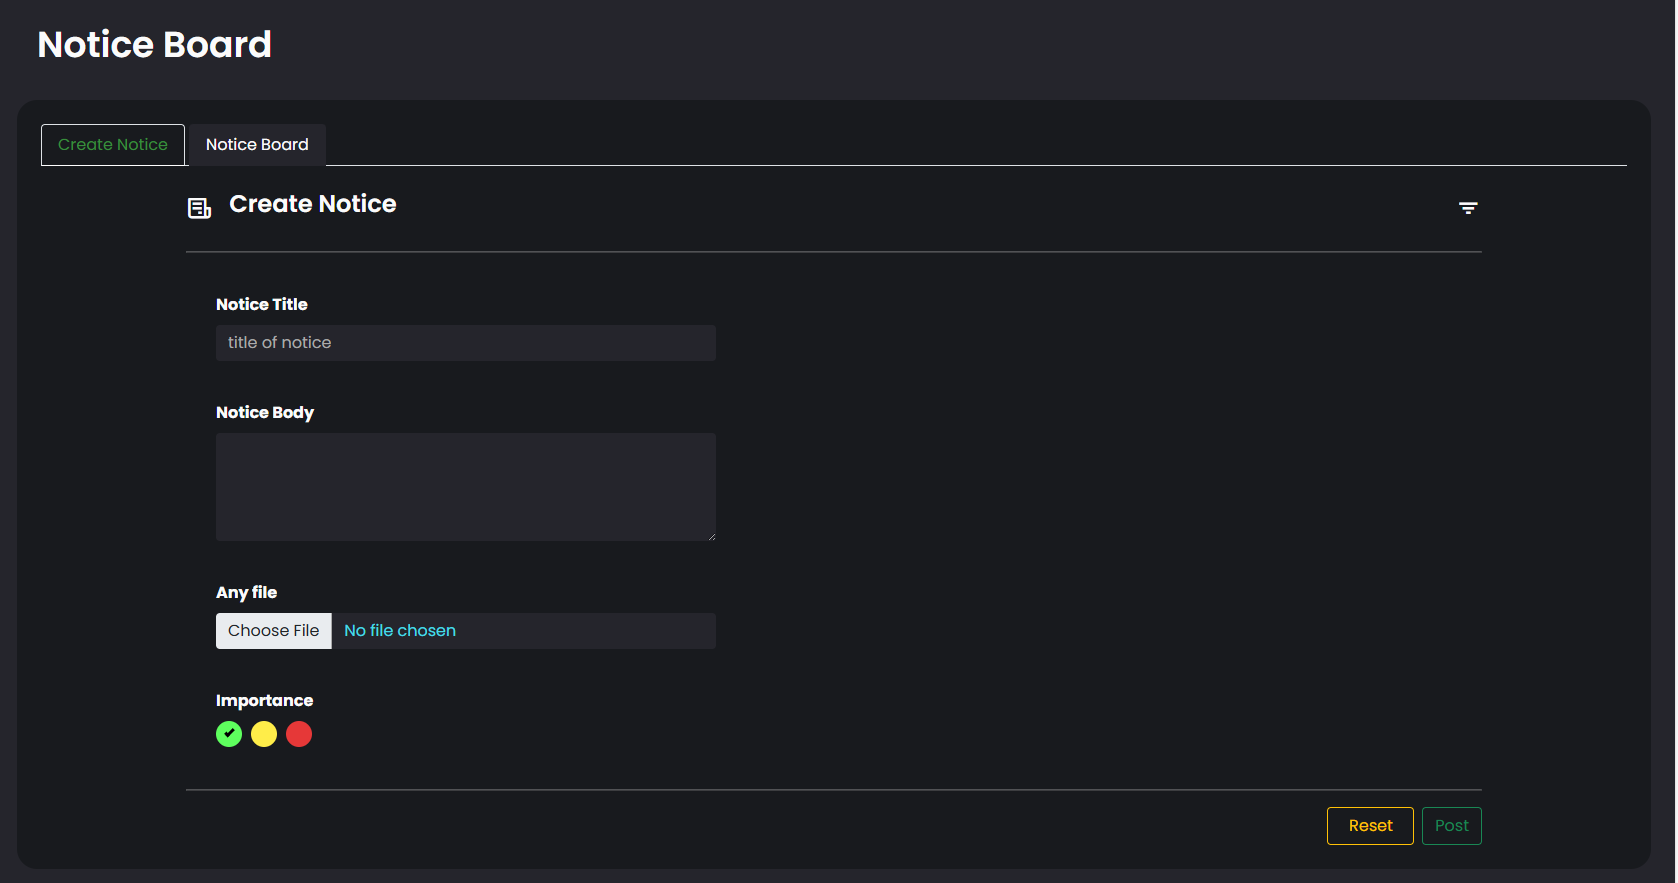 Notice Board
Create Notice Notice Board
Create Notice
Notice Title
title of notice
Notice Body
Any file
Choose File No file chosen
Importance
Reset Post